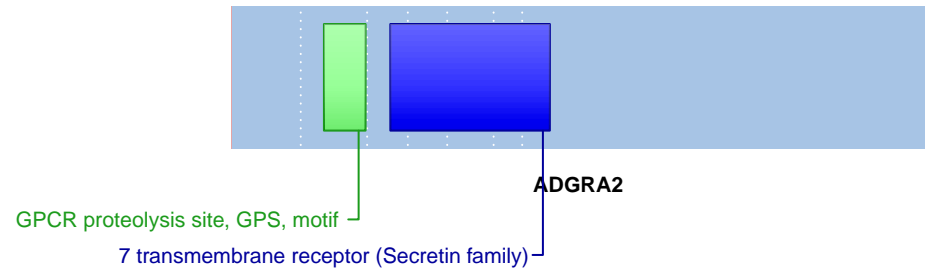 ADGRA2
GPCR proteolysis site, GPS, motif
7 transmembrane receptor (Secretin family)